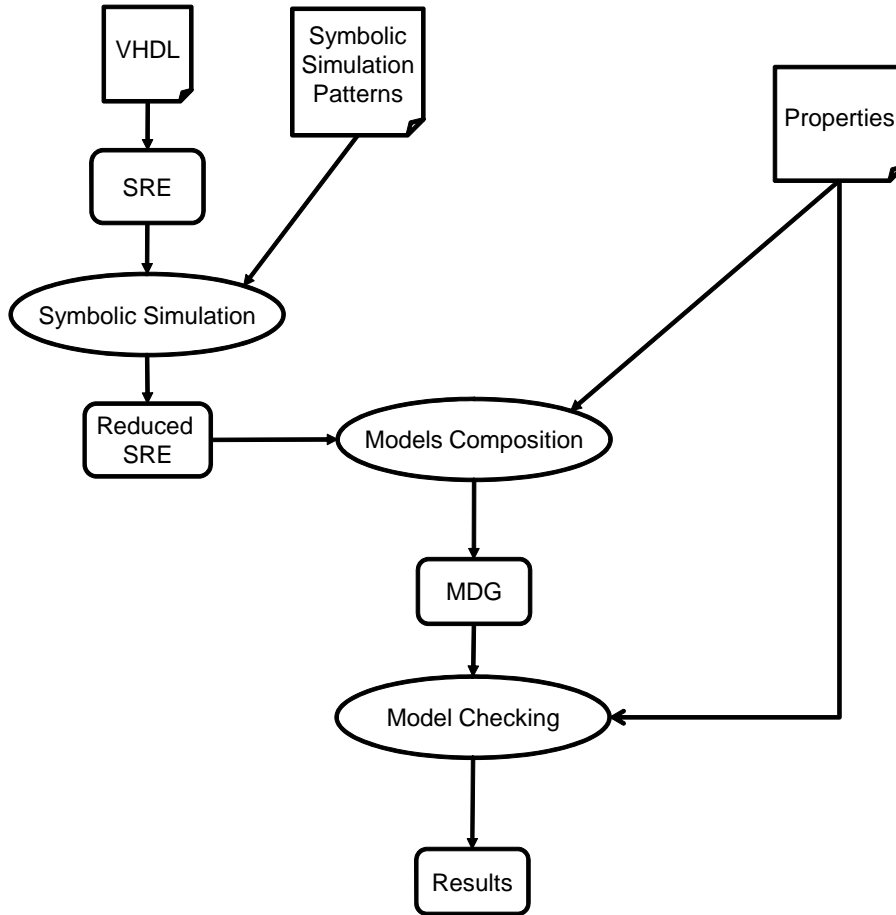 VHDL
Symbolic
Simulation
Patterns
Properties
SRE
Symbolic Simulation
Reduced
SRE
Models Composition
MDG
Model Checking
Results